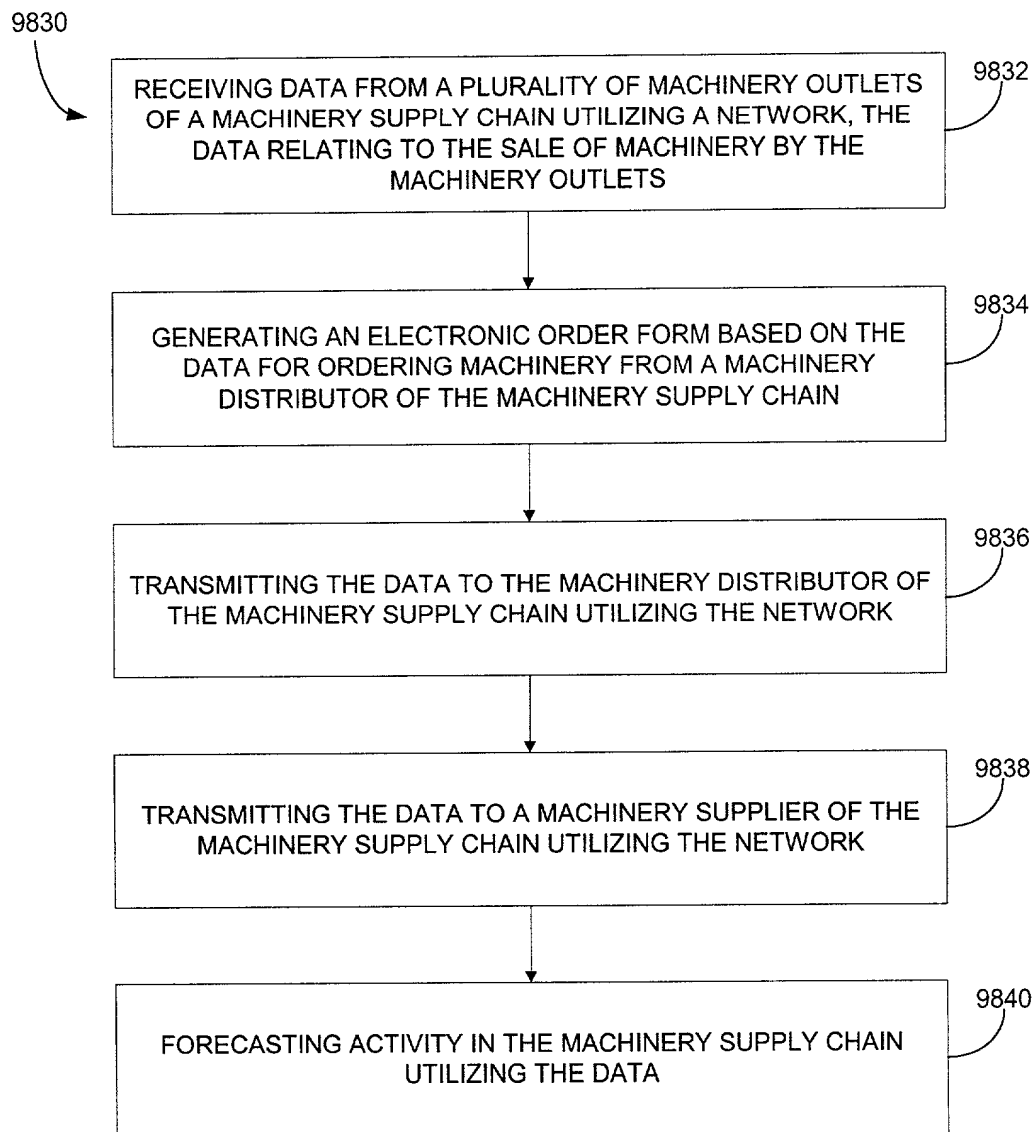 9830
RECEIVING DATA FROM A PLURALITY OF MACHINERY OUTLETS
OF A MACHINERY SUPPLY CHAIN UTILIZING A NETWORK, THE
DATA RELATING TO THE SALE OF MACHINERY BY THE
MACHINERY OUTLETS
9832
GENERATING AN ELECTRONIC ORDER FORM BASED ON THE
DATA FOR ORDERING MACHINERY FROM A MACHINERY
DISTRIBUTOR OF THE MACHINERY SUPPLY CHAIN
9834
TRANSMITTING THE DATA TO THE MACHINERY DISTRIBUTOR OF
THE MACHINERY SUPPLY CHAIN UTILIZING THE NETWORK
9836
TRANSMITTING THE DATA TO A MACHINERY SUPPLIER OF THE
MACHINERY SUPPLY CHAIN UTILIZING THE NETWORK
9838
FORECASTING ACTIVITY IN THE MACHINERY SUPPLY CHAIN
UTILIZING THE DATA
9840